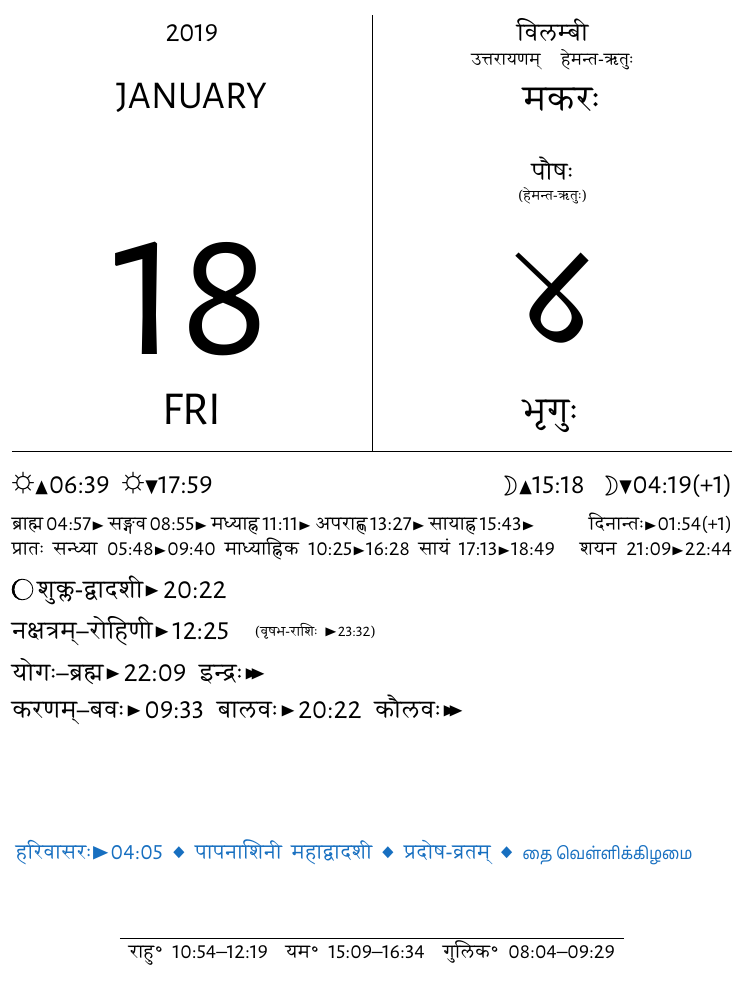 2019
JANUARY
18
FRI
विलम्बी
उत्तरायणम् हेमन्त-ऋतुः
मकरः
पौषः
(हेमन्त-ऋतुः)
४
भृगुः
☼▲06:39 ☼▼17:59 ☽▲15:18 ☽▼04:19(+1)
ब्राह्म 04:57► सङ्गव 08:55► मध्याह्न 11:11► अपराह्ण 13:27► सायाह्न 15:43► दिनान्तः►01:54(+1)
प्रातः सन्ध्या 05:48►09:40 माध्याह्निक 10:25►16:28 सायं 17:13►18:49 शयन 21:09►22:44
शुक्ल-द्वादशी► 20:22
नक्षत्रम्–रोहिणी►12:25 (वृषभ-राशिः ►23:32)
योगः–ब्रह्म► 22:09 इन्द्रः►►
करणम्–बवः► 09:33 बालवः►20:22 कौलवः►►
हरिवासरः►04:05 ◆ पापनाशिनी महाद्वादशी ◆ प्रदोष-व्रतम् ◆ தை வெள்ளிக்கிழமை
राहु॰ 10:54–12:19 यम॰ 15:09–16:34 गुलिक॰ 08:04–09:29